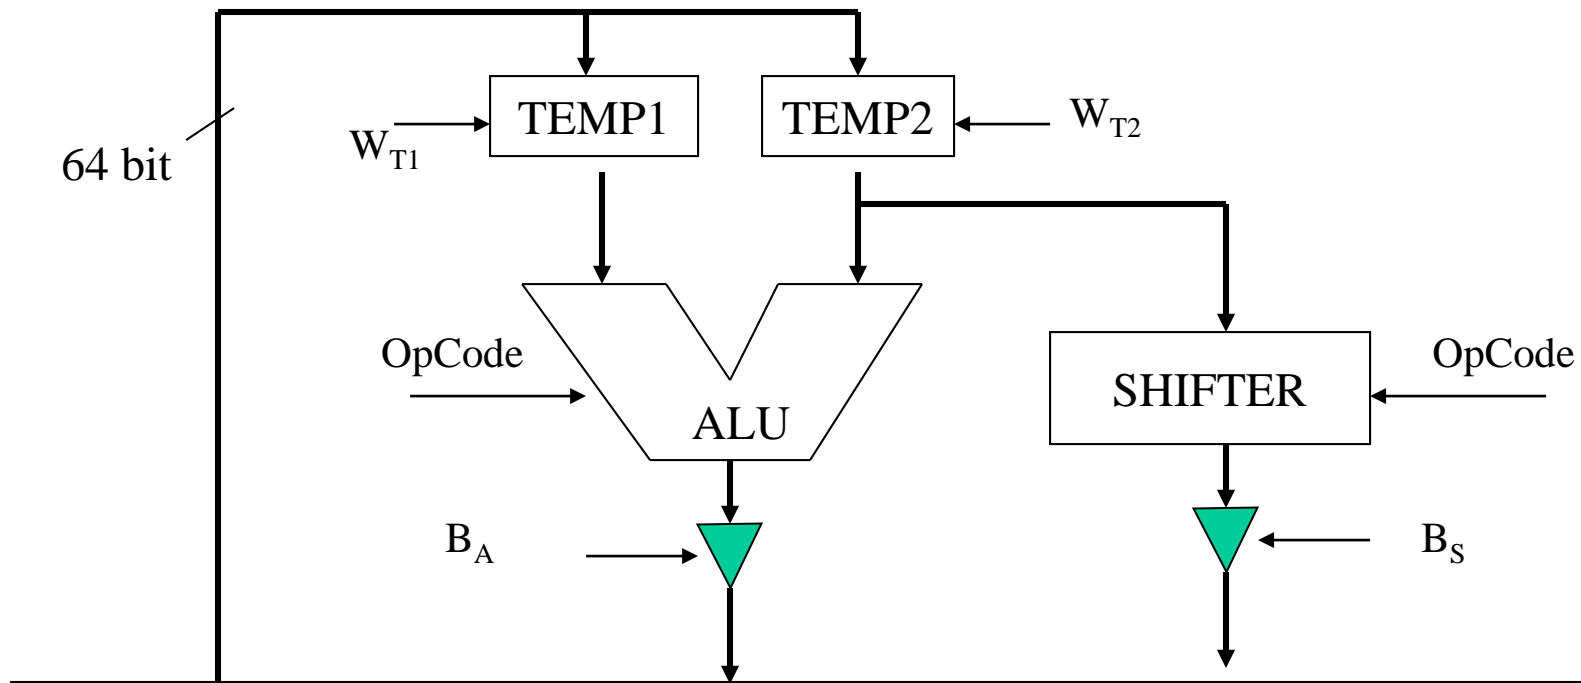 TEMP1
TEMP2
W_T1
W_T2
64 bit
OpCode
OpCode
ALU
SHIFTER
B_A
B_S